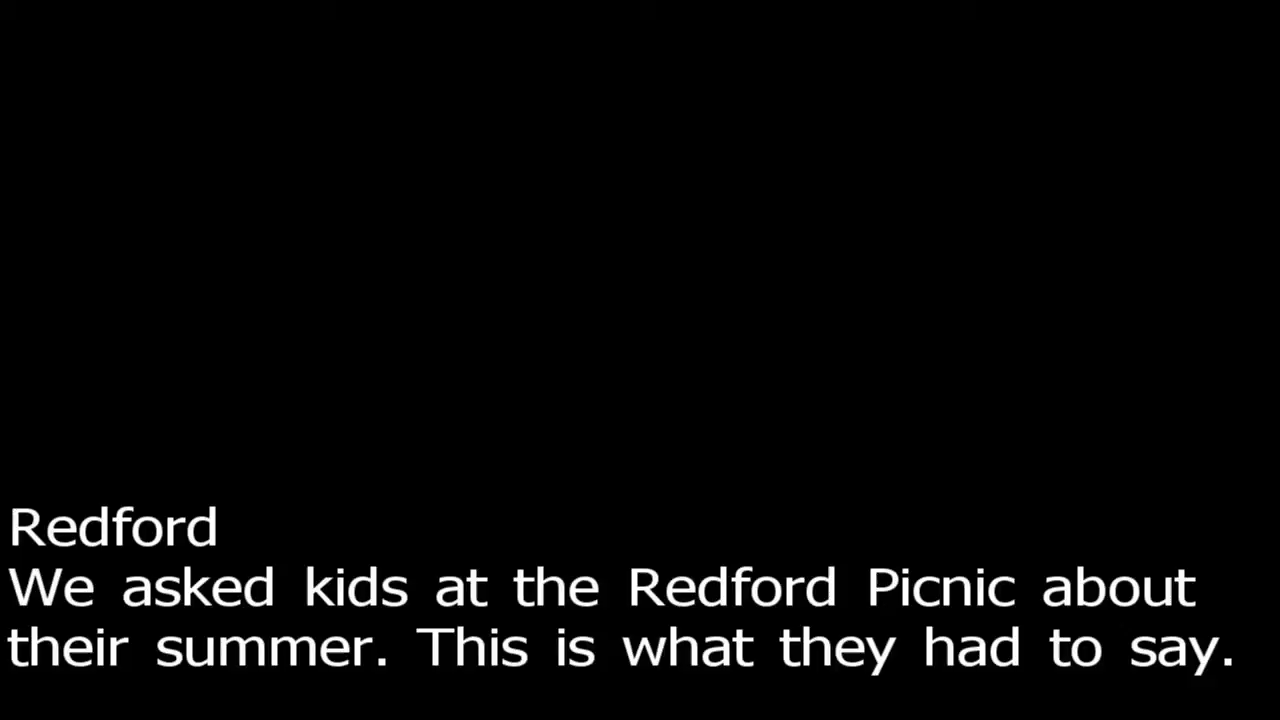 Redford
We asked kids at the Redford Picnic about
their summer. This is what they had to say.